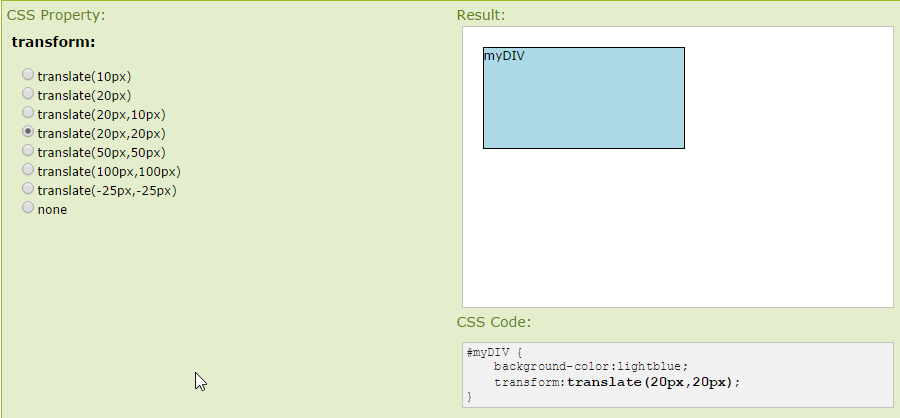 CSS Property:
transform:
translate(10px)
translate(20px)
translate(20px,10px)
translate(20px,20px)
translate(50px,50px)
translate(100px,100px)
translate(-25px,-25px)
none
Result:
myDIV
CSS Code:
#myDIV {
    background-color:lightblue;
    transform:translate(20px,20px);
}